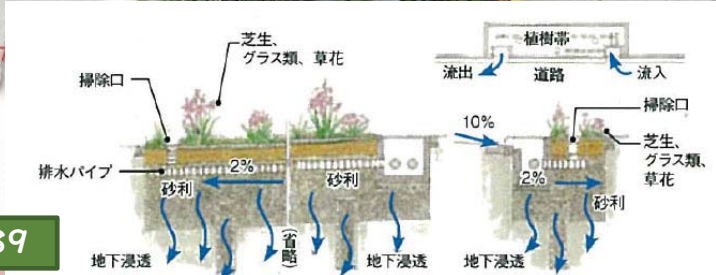 芝生、
グラス類、草花
掃除口
排水パイプ
2%
砂利
砂利
(省略)
地下浸透
地下浸透
植樹帯
流出
道路
流入
10%
掃除口
芝生、
グラス類、
草花
2%
砂利
地下浸透
39